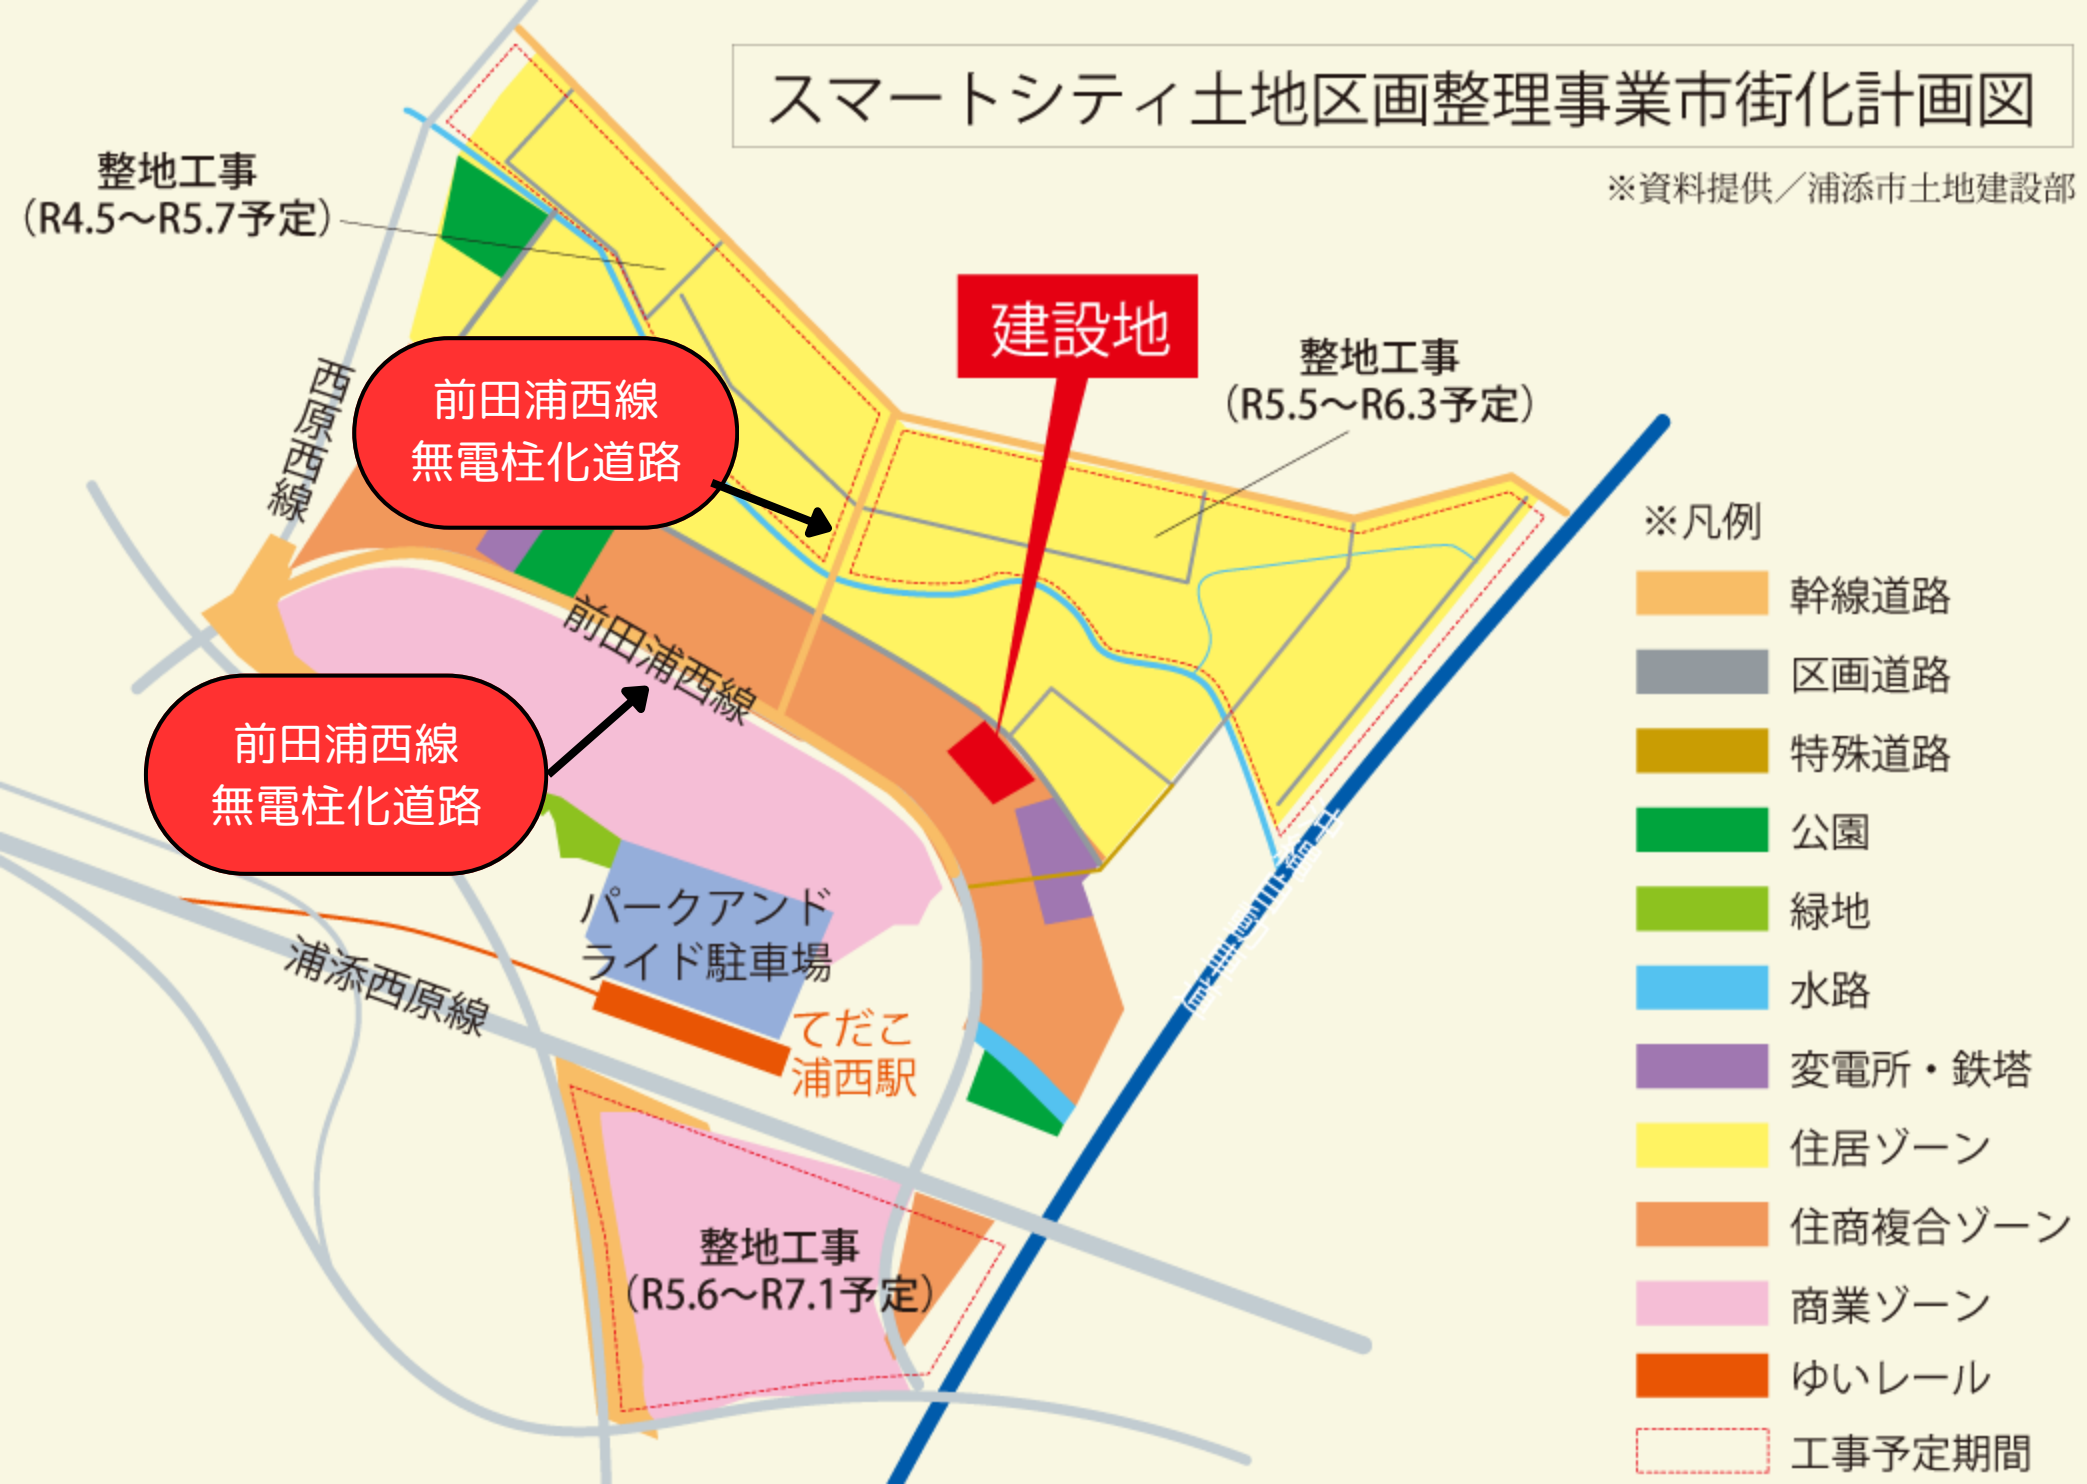 スマートシティ土地区画整理事業市街化計画図
※資料提供／浦添市土地建設部
整地工事
（R4.5～R5.7予定）
建設地
整地工事
（R5.5～R6.3予定）
西原西線
前田浦西線
無電柱化道路
前田浦西線
前田浦西線
無電柱化道路
パークアンド
ライド駐車場
浦添西原線
てだこ
浦西駅
整地工事
（R5.6～R7.1予定）
※凡例
幹線道路
区画道路
特殊道路
公園
緑地
水路
変電所・鉄塔
住居ゾーン
住商複合ゾーン
商業ゾーン
ゆいレール
工事予定期間